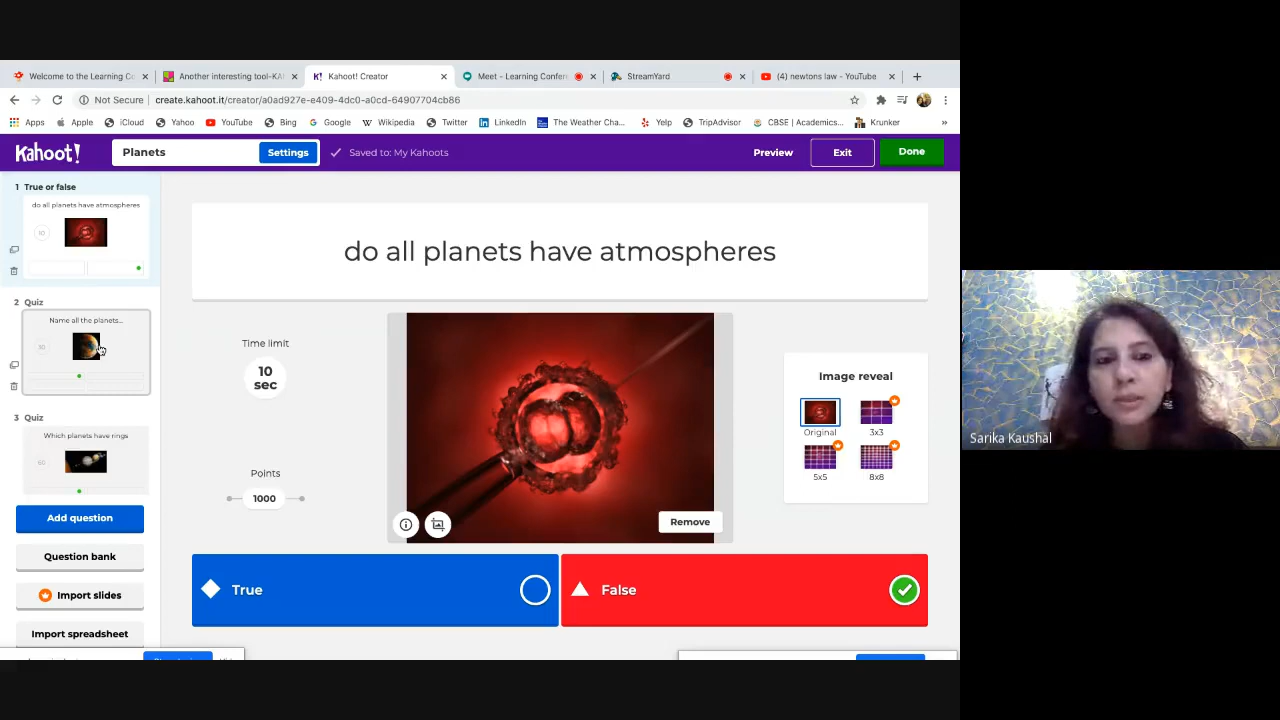 Welcome to the Learning Co
Another interesting tool-KA
K! Kahoot! Creator
Meet - Learning Confere
StreamYard
(4) newtons law - YouTube
Not Secure create.kahoot.it/creator/a0ad927e-e409-4dc0-a0cd-64907704cb86
Apps Apple iCloud Yahoo YouTube Bing Google Wikipedia Twitter LinkedIn The Weather Cha... Yelp TripAdvisor CBSE | Academics... Krunker »
Kahoot! Planets Settings Saved to: My Kahoots Preview Exit Done
1 True or false
do all planets have atmospheres
10
2 Quiz
Name all the planets...
30
3 Quiz
Which planets have rings
60
Add question
Question bank
Import slides
Import spreadsheet
do all planets have atmospheres
Time limit
10
sec
Points
1000
Remove
Image reveal
Original 3x3
5x5 8x8
True
False
Sarika Kaushal